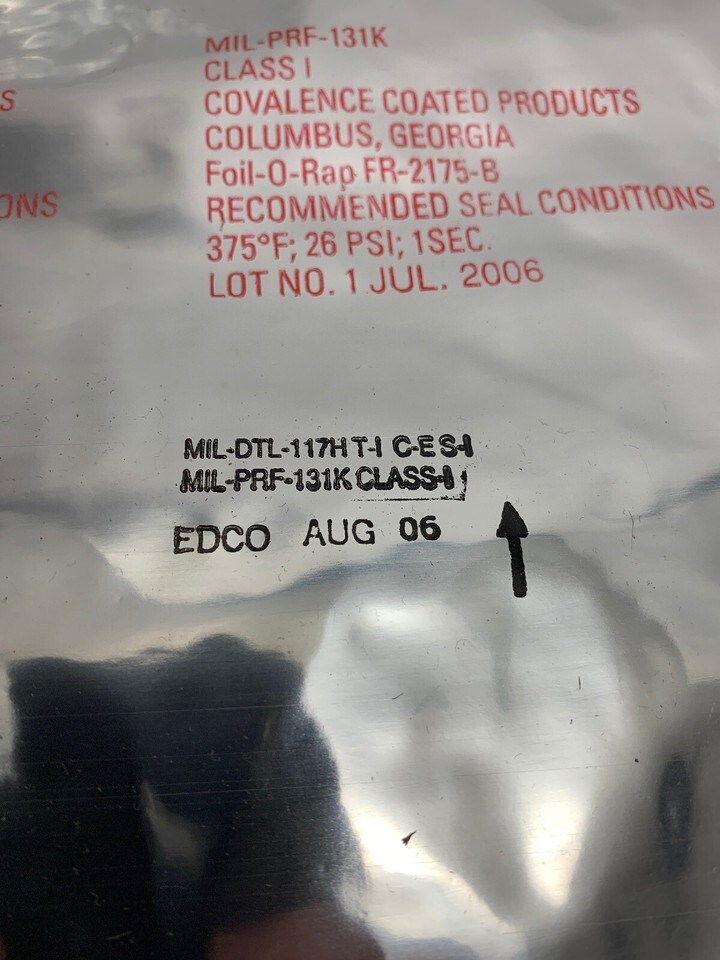 MIL-PRF-131K
CLASS I
S
COVALENCE COATED PRODUCTS
COLUMBUS, GEORGIA
Foil-O-Rap FR-2175-B
ONS
RECOMMENDED SEAL CONDITIONS
375°F; 26 PSI; 1SEC.
LOT NO. 1 JUL. 2006
MIL-DTL-117H T-I C-E S-I
MIL-PRF-131K CLASS-I
EDCO AUG 06